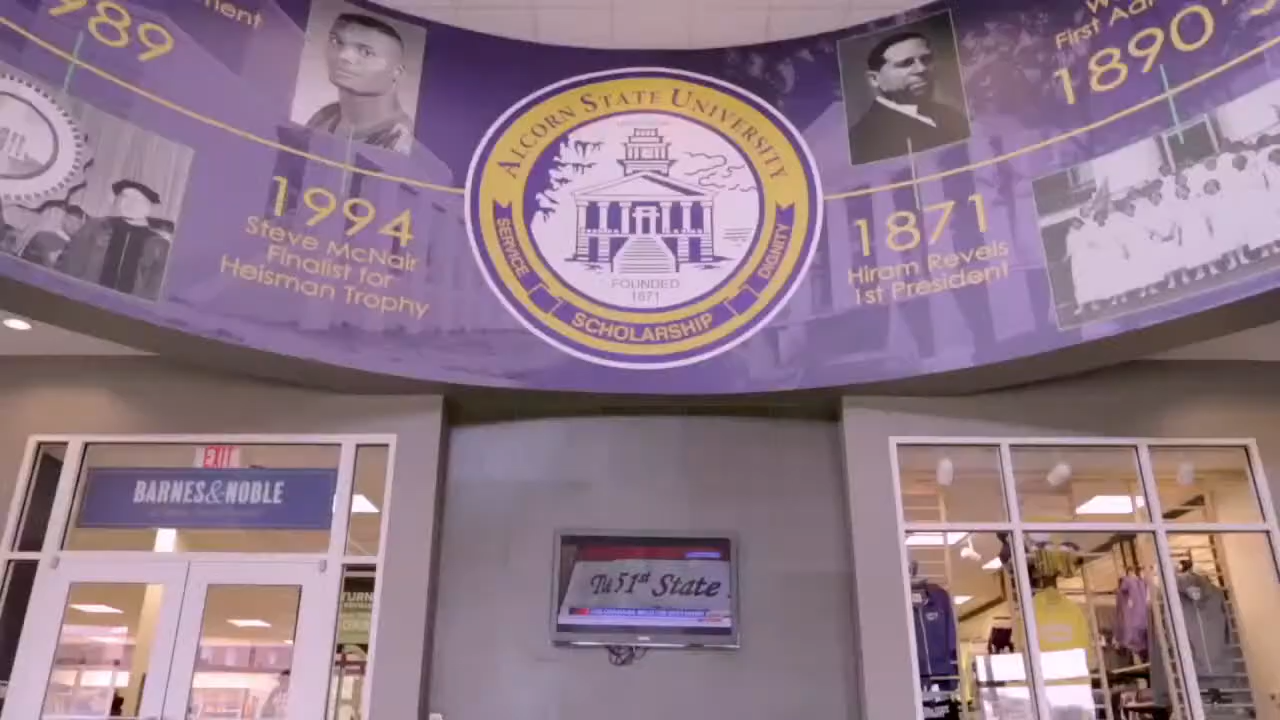 989
1994
Steve McNair
Finalist for
Heisman Trophy
ALCORN STATE UNIVERSITY
SERVICE
SCHOLARSHIP
DIGNITY
FOUNDED
1871
1871
Hiram Revels
1st President
First
1890
EXIT
BARNES&NOBLE
51st State